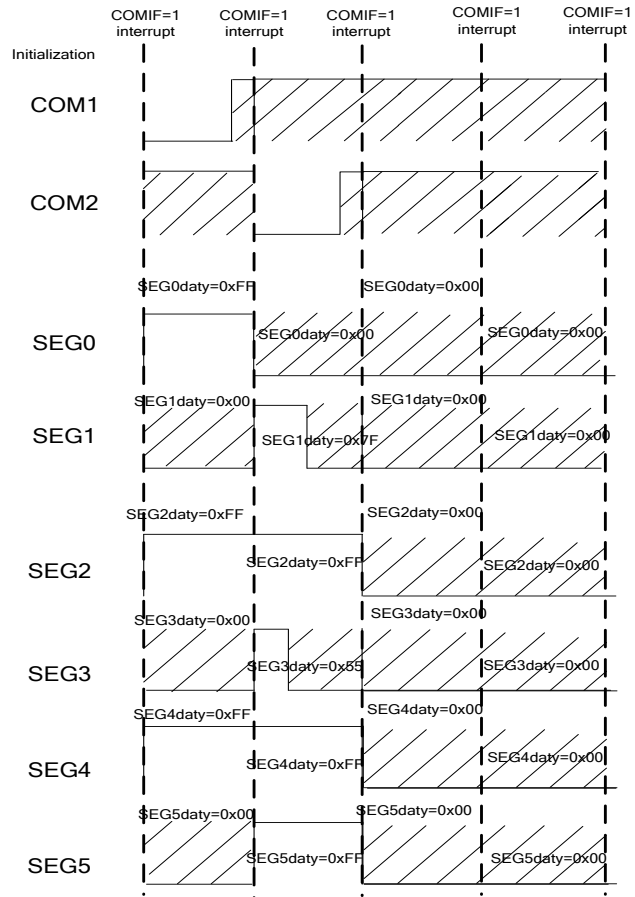 COMIF=1 COMIF=1 COMIF=1 COMIF=1 COMIF=1
interrupt interrupt interrupt interrupt interrupt
Initialization
COM1
COM2
SEG0daty=0xFF SEG0daty=0x00
SEG0 SEG0daty=0x00 SEG0daty=0x00
SEG1daty=0x00 SEG1daty=0x00
SEG1 SEG1daty=0x7F SEG1daty=0x00
SEG2daty=0xFF SEG2daty=0x00
SEG2 SEG2daty=0xFF SEG2daty=0x00
SEG3daty=0x00 SEG3daty=0x00
SEG3 SEG3daty=0x55 SEG3daty=0x00
SEG4daty=0xFF SEG4daty=0x00
SEG4 SEG4daty=0xFF SEG4daty=0x00
SEG5daty=0x00 SEG5daty=0x00
SEG5 SEG5daty=0xFF SEG5daty=0x00